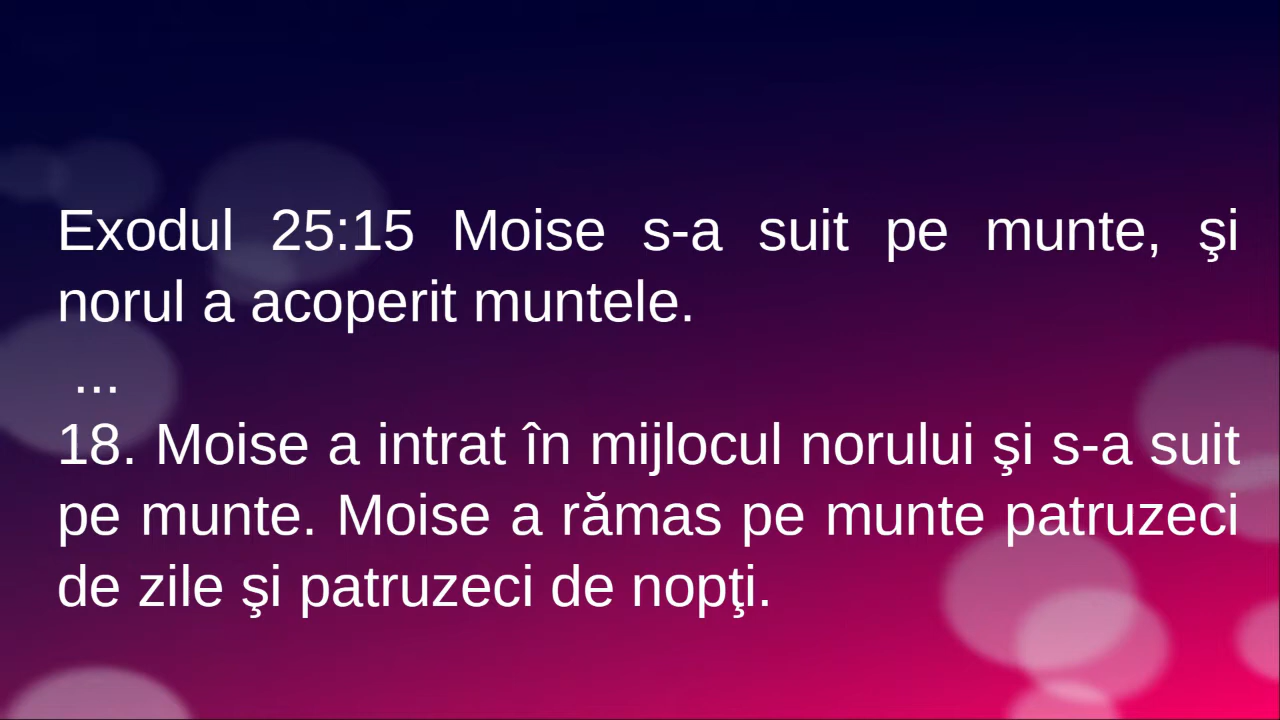 Exodul 25:15 Moise s-a suit pe munte, şi
norul a acoperit muntele.
...
18. Moise a intrat în mijlocul norului şi s-a suit
pe munte. Moise a rămas pe munte patruzeci
de zile şi patruzeci de nopţi.